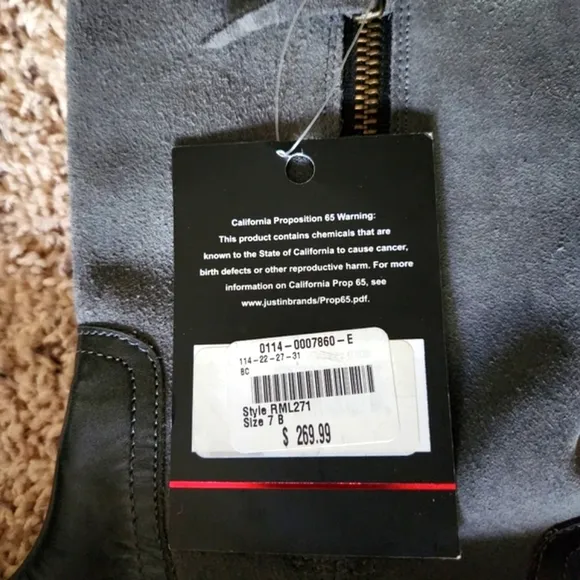 California Proposition 65 Warning:
This product contains chemicals that are
known to the State of California to cause cancer,
birth defects or other reproductive harm. For more
information on California Prop 65, see
www.justinbrands/Prop65.pdf.
0114-0007860-E
114-22-27-31
BC
Style RML271
Size 7 B
$ 269.99